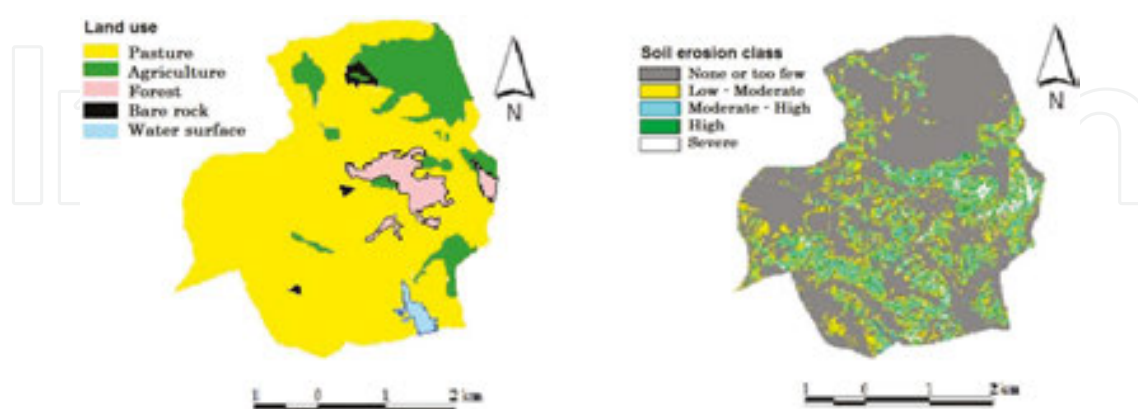 Land use
Pasture
Agriculture
Forest
Bare rock
Water surface
N
1 0 1 2 km
Soil erosion class
None or too few
Low - Moderate
Moderate - High
High
Severe
N
1 0 1 2 km